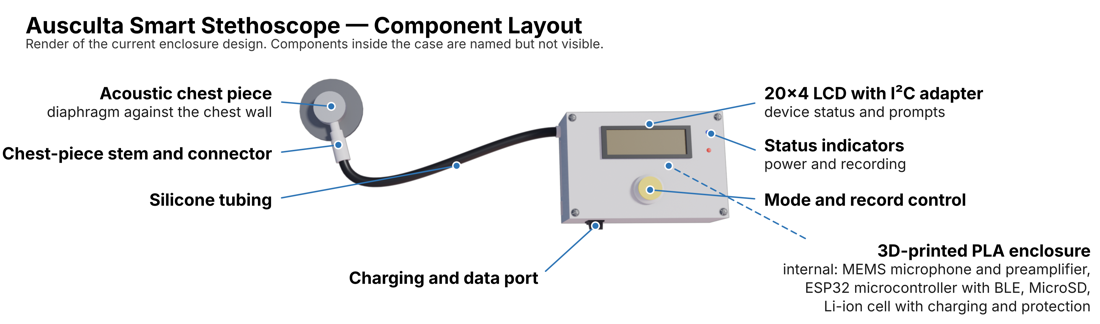 Ausculta Smart Stethoscope — Component Layout
Render of the current enclosure design. Components inside the case are named but not visible.
Acoustic chest piece
diaphragm against the chest wall
Chest-piece stem and connector
Silicone tubing
Charging and data port
20×4 LCD with I²C adapter
device status and prompts
Status indicators
power and recording
Mode and record control
3D-printed PLA enclosure
internal: MEMS microphone and preamplifier,
ESP32 microcontroller with BLE, MicroSD,
Li-ion cell with charging and protection